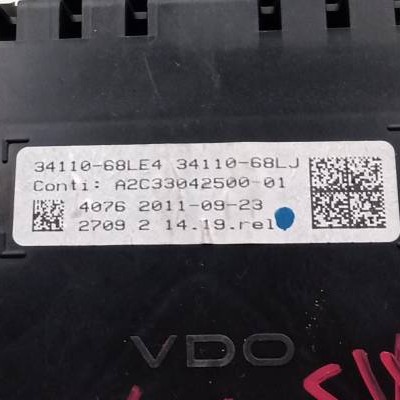 34110-68LE4 34110-68LJ
Conti: A2C33042500-01
4076 2011-09-23
2709 2 14.19.rel
VDO